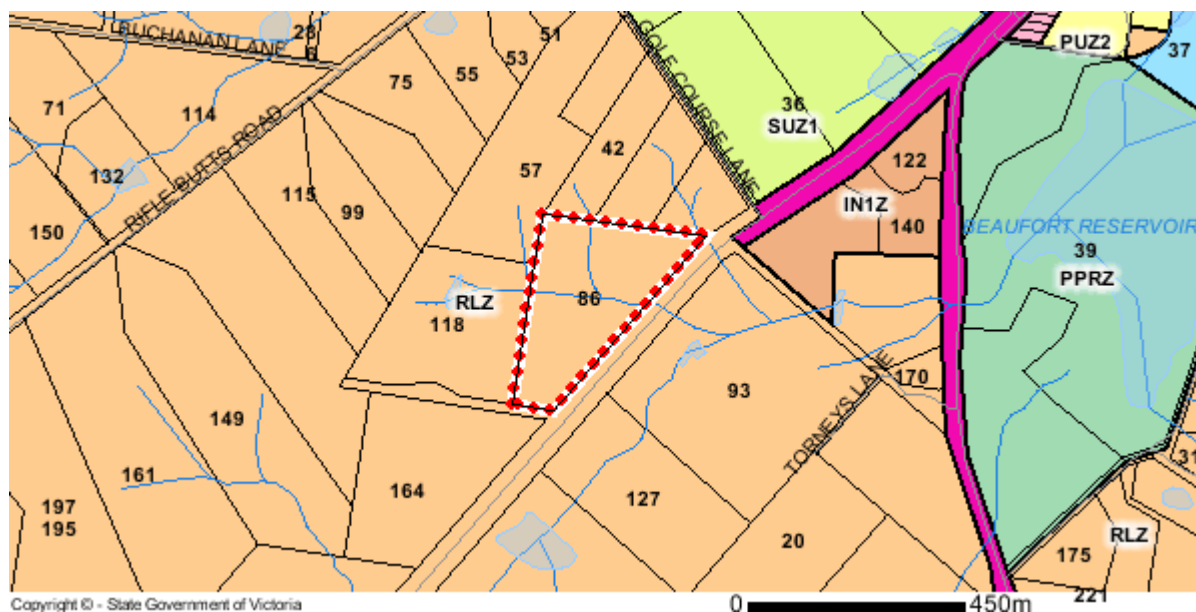 BUCHANAN LANE
28
6
51
53
55
75
GOLF COURSE LANE
36
SUZ1
PUZ2
37
71
114
RIFLE BUTTS ROAD
132
150
115
99
57
42
122
IN1Z
140
BEAUFORT RESERVOIR
39
PPRZ
RLZ
86
118
93
170
TORNEYS LANE
149
161
164
197
195
127
20
31
RLZ
175
221
Copyright © - State Government of Victoria
0 450m